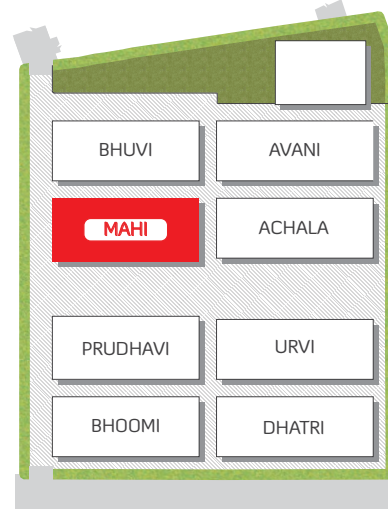 BHUVI
AVANI
MAHI
ACHALA
PRUDHAVI
URVI
BHOOMI
DHATRI